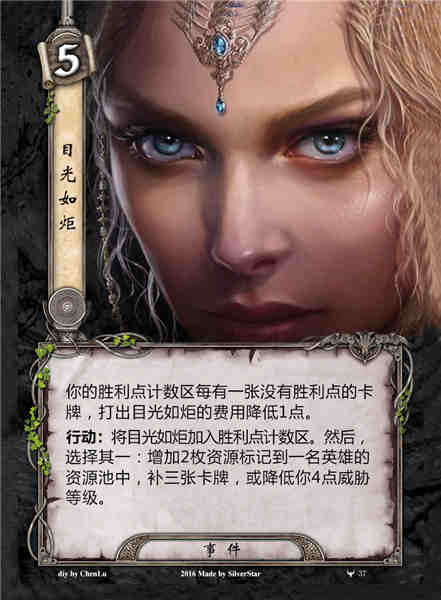 5
目光如炬
你的胜利点计数区每有一张没有胜利点的卡
牌，打出目光如炬的费用降低1点。
行动：将目光如炬加入胜利点计数区。然后，
选择其一：增加2枚资源标记到一名英雄的
资源池中，补三张卡牌，或降低你4点威胁
等级。
事件
diy by ChenLu 2016 Made by SilverStar 37